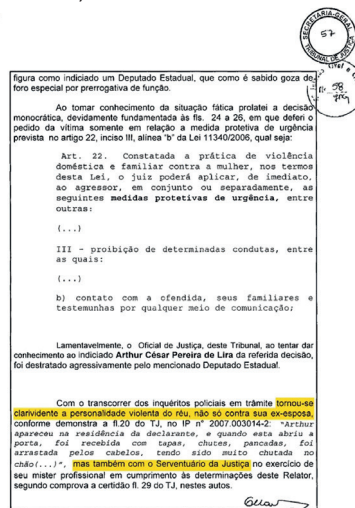 SECRETARIA-GERAL
TRIBUNAL DE JUSTIÇA
57
fl. 98
figura como indiciado um Deputado Estadual, que como é sabido goza de
foro especial por prerrogativa de função.
Ao tomar conhecimento da situação fática prolatei a decisão
monocrática, devidamente fundamentada às fls. 24 a 26, em que deferi o
pedido da vítima somente em relação a medida protetiva de urgência
prevista no artigo 22, inciso III, alínea "b" da Lei 11340/2006, qual seja:
Art. 22. Constatada a prática de violência
doméstica e familiar contra a mulher, nos termos
desta Lei, o juiz poderá aplicar, de imediato,
ao agressor, em conjunto ou separadamente, as
seguintes medidas protetivas de urgência, entre
outras:
(...)
III - proibição de determinadas condutas, entre
as quais:
(...)
b) contato com a ofendida, seus familiares e
testemunhas por qualquer meio de comunicação;
Lamentavelmente, o Oficial de Justiça, deste Tribunal, ao tentar dar
conhecimento ao indiciado Arthur César Pereira de Lira da referida decisão,
foi destratado agressivamente pelo mencionado Deputado Estadual.
Com o transcorrer dos inquéritos policiais em trâmite tornou-se
clarividente a personalidade violenta do réu, não só contra sua ex-esposa,
conforme demonstra a fl.20 do TJ, no IP n° 2007.003014-2: "Arthur
apareceu na residência da declarante, e quando esta abriu a
porta, foi recebida com tapas, chutes, pancadas, foi
arrastada pelos cabelos, tendo sido muito chutada no
chão(...)", mas também com o Serventuário da Justiça no exercício de
seu mister profissional em cumprimento às determinações deste Relator,
segundo comprova a certidão fl. 29 do TJ, nestes autos.